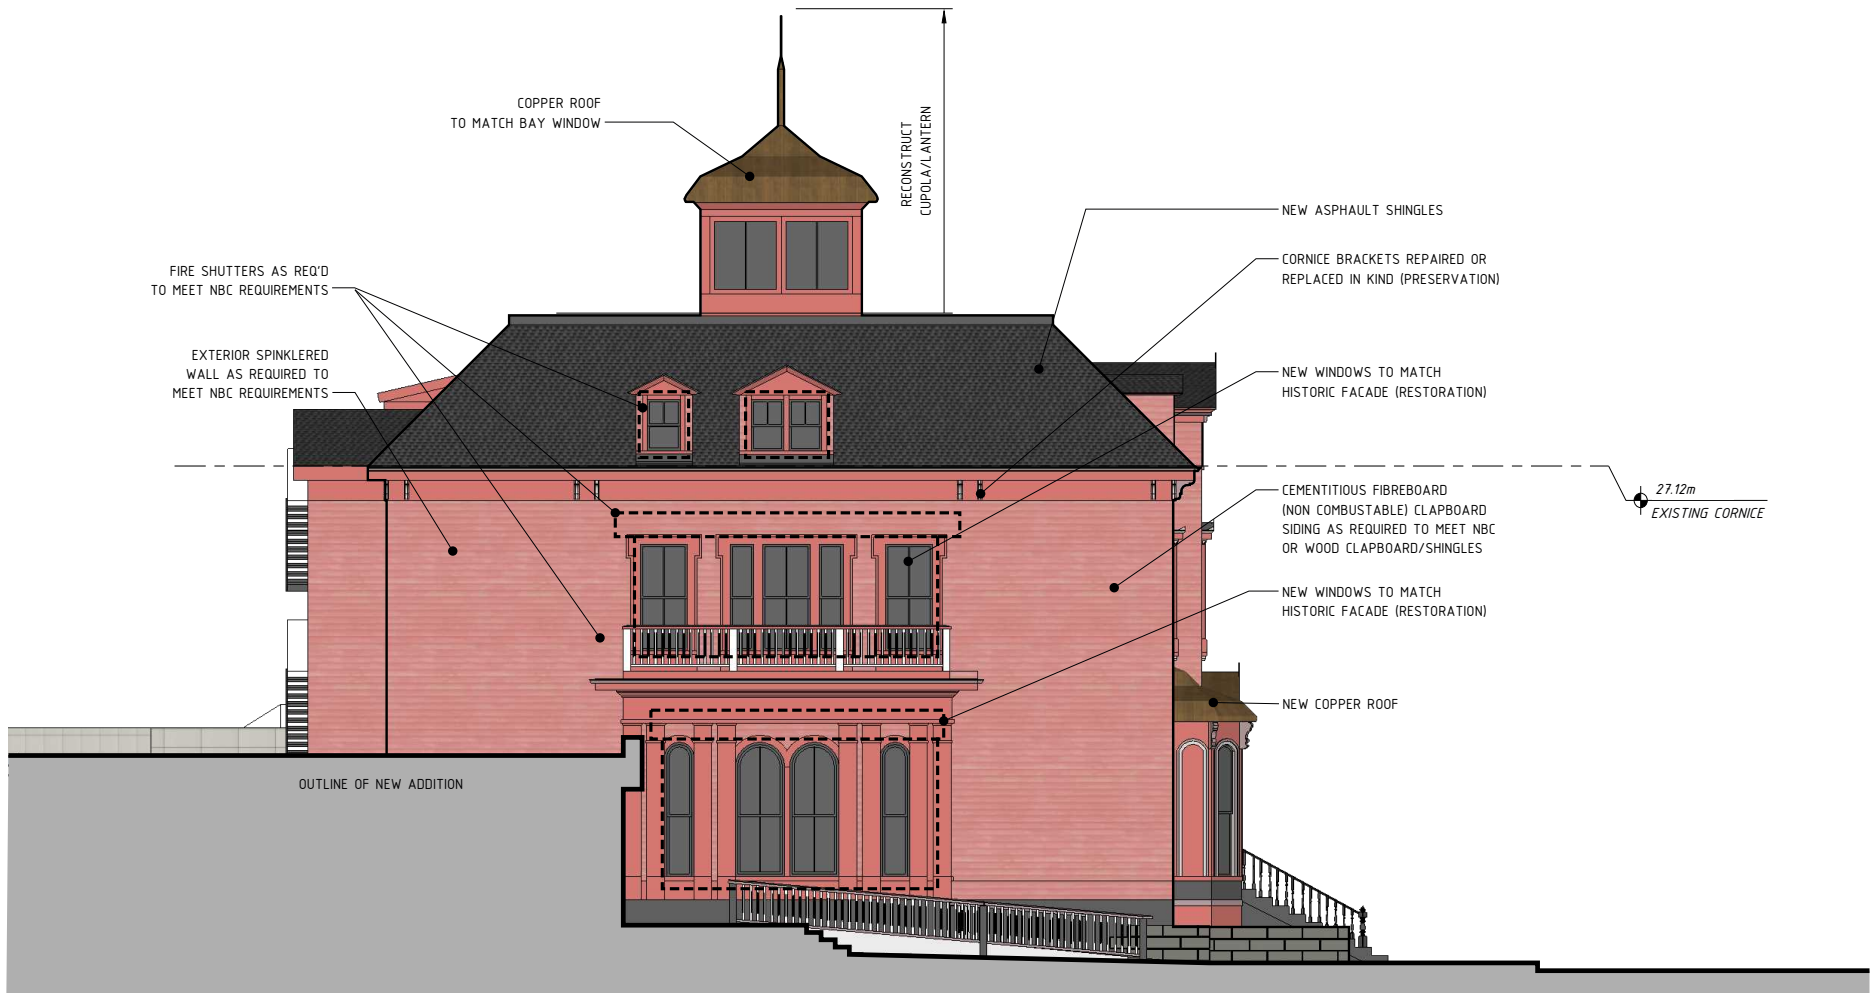 COPPER ROOF
TO MATCH BAY WINDOW
RECONSTRUCT
CUPOLA/LANTERN
NEW ASPHAULT SHINGLES
CORNICE BRACKETS REPAIRED OR
REPLACED IN KIND (PRESERVATION)
FIRE SHUTTERS AS REQ'D
TO MEET NBC REQUIREMENTS
EXTERIOR SPINKLERED
WALL AS REQUIRED TO
MEET NBC REQUIREMENTS
NEW WINDOWS TO MATCH
HISTORIC FACADE (RESTORATION)
27.12m
EXISTING CORNICE
CEMENTITIOUS FIBREBOARD
(NON COMBUSTABLE) CLAPBOARD
SIDING AS REQUIRED TO MEET NBC
OR WOOD CLAPBOARD/SHINGLES
NEW WINDOWS TO MATCH
HISTORIC FACADE (RESTORATION)
NEW COPPER ROOF
OUTLINE OF NEW ADDITION